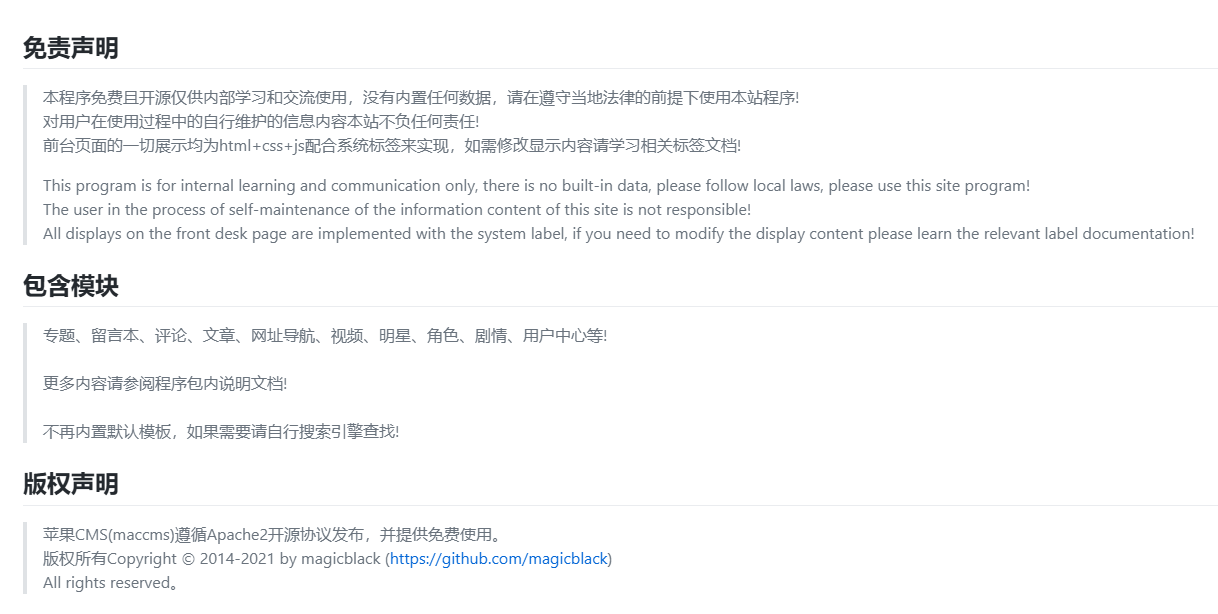 免责声明
本程序免费且开源仅供内部学习和交流使用，没有内置任何数据，请在遵守当地法律的前提下使用本站程序!
对用户在使用过程中的自行维护的信息内容本站不负任何责任!
前台页面的一切展示均为html+css+js配合系统标签来实现，如需修改显示内容请学习相关标签文档!
This program is for internal learning and communication only, there is no built-in data, please follow local laws, please use this site program!
The user in the process of self-maintenance of the information content of this site is not responsible!
All displays on the front desk page are implemented with the system label, if you need to modify the display content please learn the relevant label documentation!
包含模块
专题、留言本、评论、文章、网址导航、视频、明星、角色、剧情、用户中心等!
更多内容请参阅程序包内说明文档!
不再内置默认模板，如果需要请自行搜索引擎查找!
版权声明
苹果CMS(maccms)遵循Apache2开源协议发布，并提供免费使用。
版权所有Copyright © 2014-2021 by magicblack (https://github.com/magicblack)
All rights reserved。